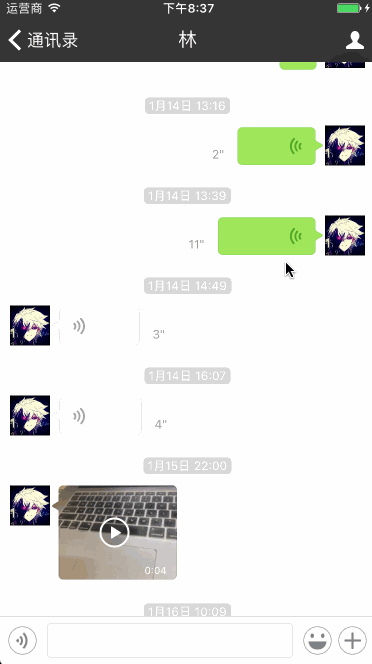 运营商 下午8:37
通讯录 林
1月14日 13:16
2"
1月14日 13:39
11"
1月14日 14:49
3"
1月14日 16:07
4"
1月15日 22:00
0:04
1月16日 10:09